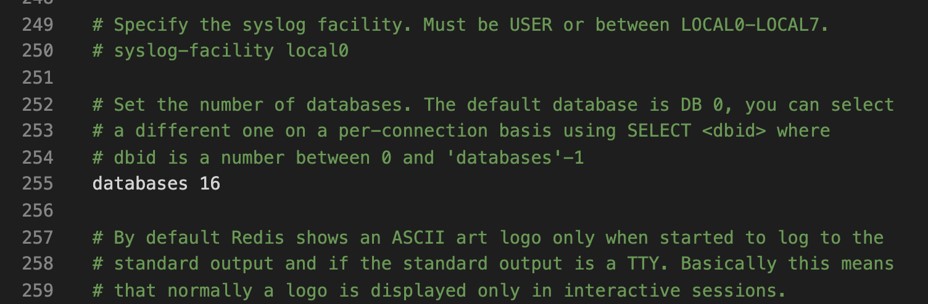 249 # Specify the syslog facility. Must be USER or between LOCAL0-LOCAL7.
250 # syslog-facility local0
251
252 # Set the number of databases. The default database is DB 0, you can select
253 # a different one on a per-connection basis using SELECT <dbid> where
254 # dbid is a number between 0 and 'databases'-1
255 databases 16
256
257 # By default Redis shows an ASCII art logo only when started to log to the
258 # standard output and if the standard output is a TTY. Basically this means
259 # that normally a logo is displayed only in interactive sessions.